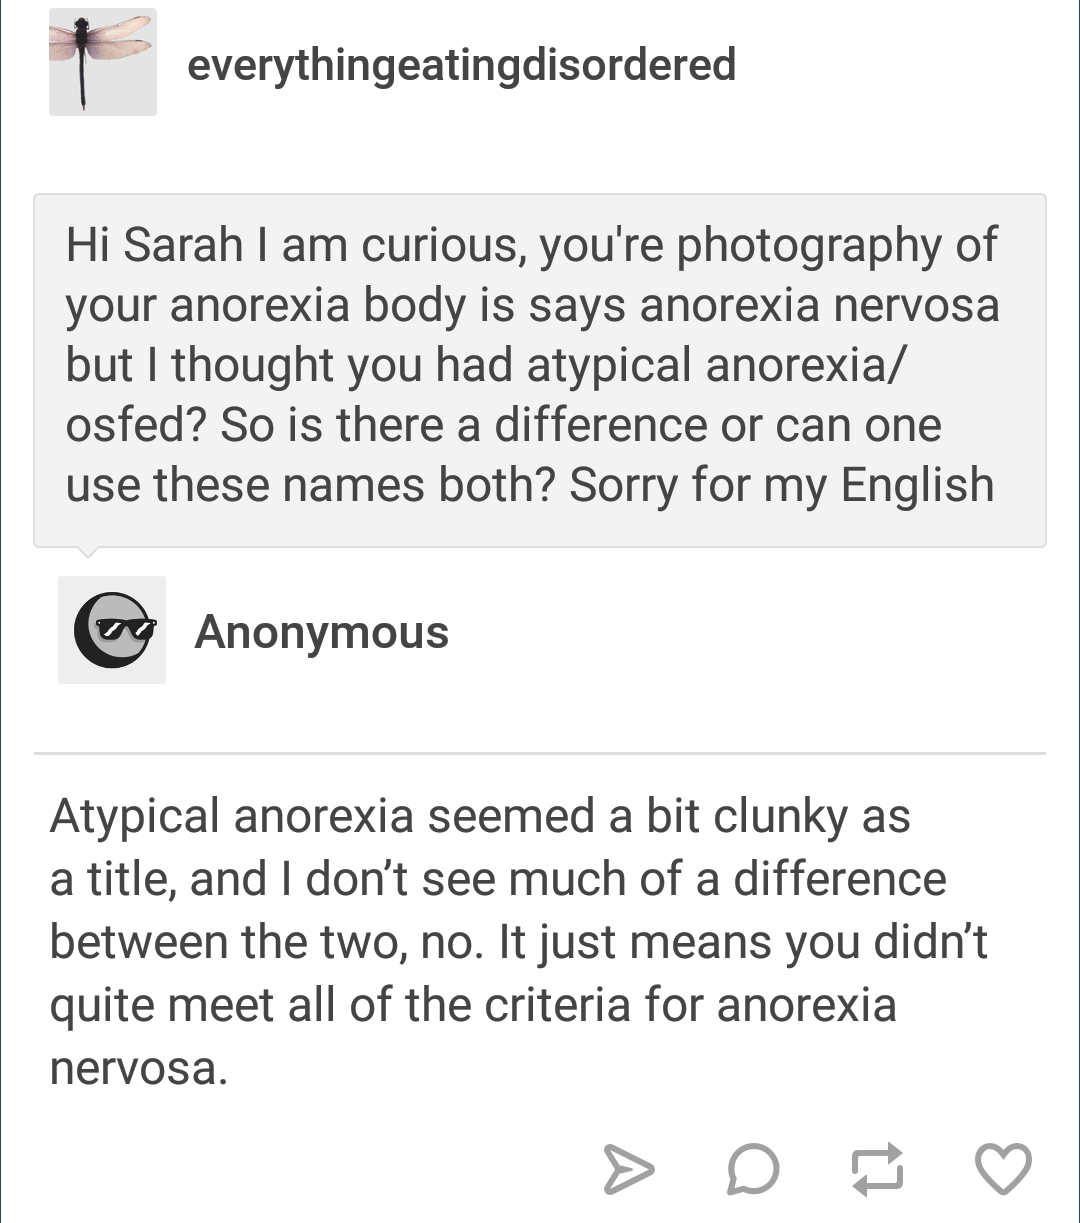 everythingeatingdisordered
Hi Sarah I am curious, you're photography of
your anorexia body is says anorexia nervosa
but I thought you had atypical anorexia/
osfed? So is there a difference or can one
use these names both? Sorry for my English
Anonymous
Atypical anorexia seemed a bit clunky as
a title, and I don’t see much of a difference
between the two, no. It just means you didn’t
quite meet all of the criteria for anorexia
nervosa.